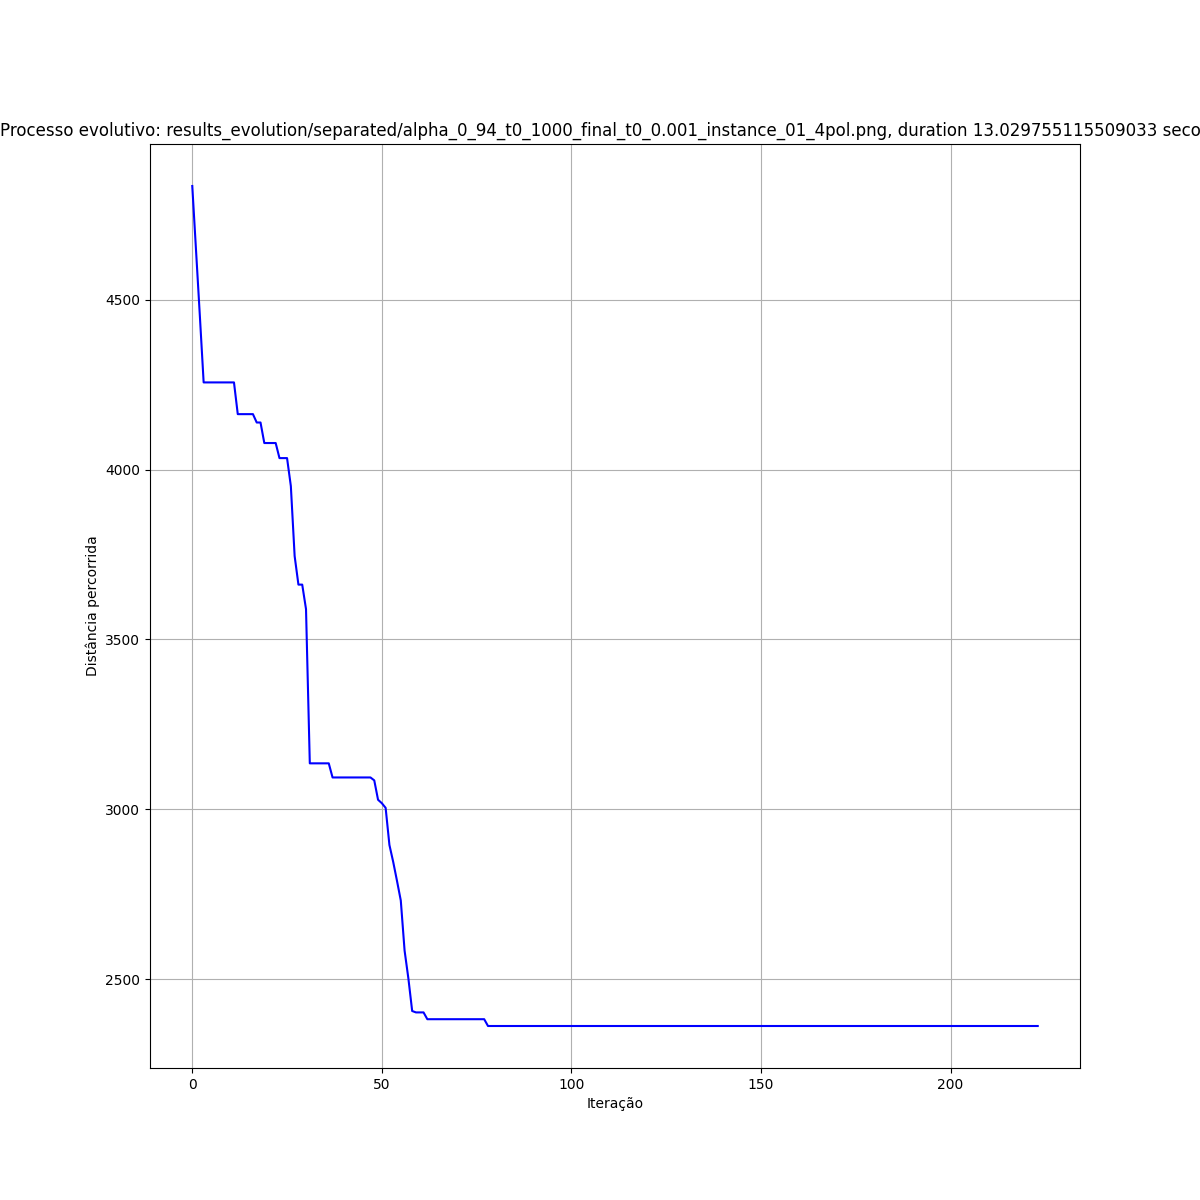 Processo evolutivo: results_evolution/separated/alpha_0_94_t0_1000_final_t0_0.001_instance_01_4pol.png, duration 13.029755115509033 seco
4500
4000
3500
3000
2500
Distância percorrida
0 50 100 150 200
Iteração